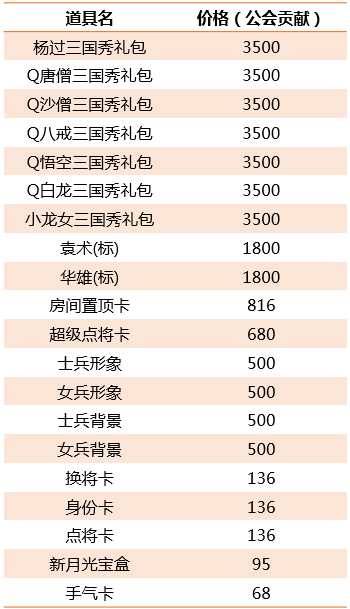 道具名 价格（公会贡献）
杨过三国秀礼包 3500
Q唐僧三国秀礼包 3500
Q沙僧三国秀礼包 3500
Q八戒三国秀礼包 3500
Q悟空三国秀礼包 3500
Q白龙三国秀礼包 3500
小龙女三国秀礼包 3500
袁术(标) 1800
华雄(标) 1800
房间置顶卡 816
超级点将卡 680
士兵形象 500
女兵形象 500
士兵背景 500
女兵背景 500
换将卡 136
身份卡 136
点将卡 136
新月光宝盒 95
手气卡 68